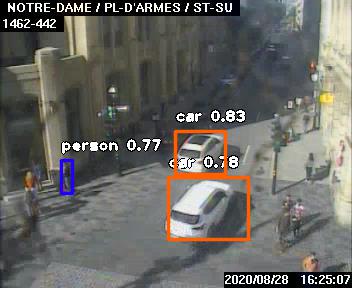 NOTRE-DAME / PL-D'ARMES / ST-SU
1462-442
car 0.83
person 0.77
car 0.78
2020/08/28 16:25:07